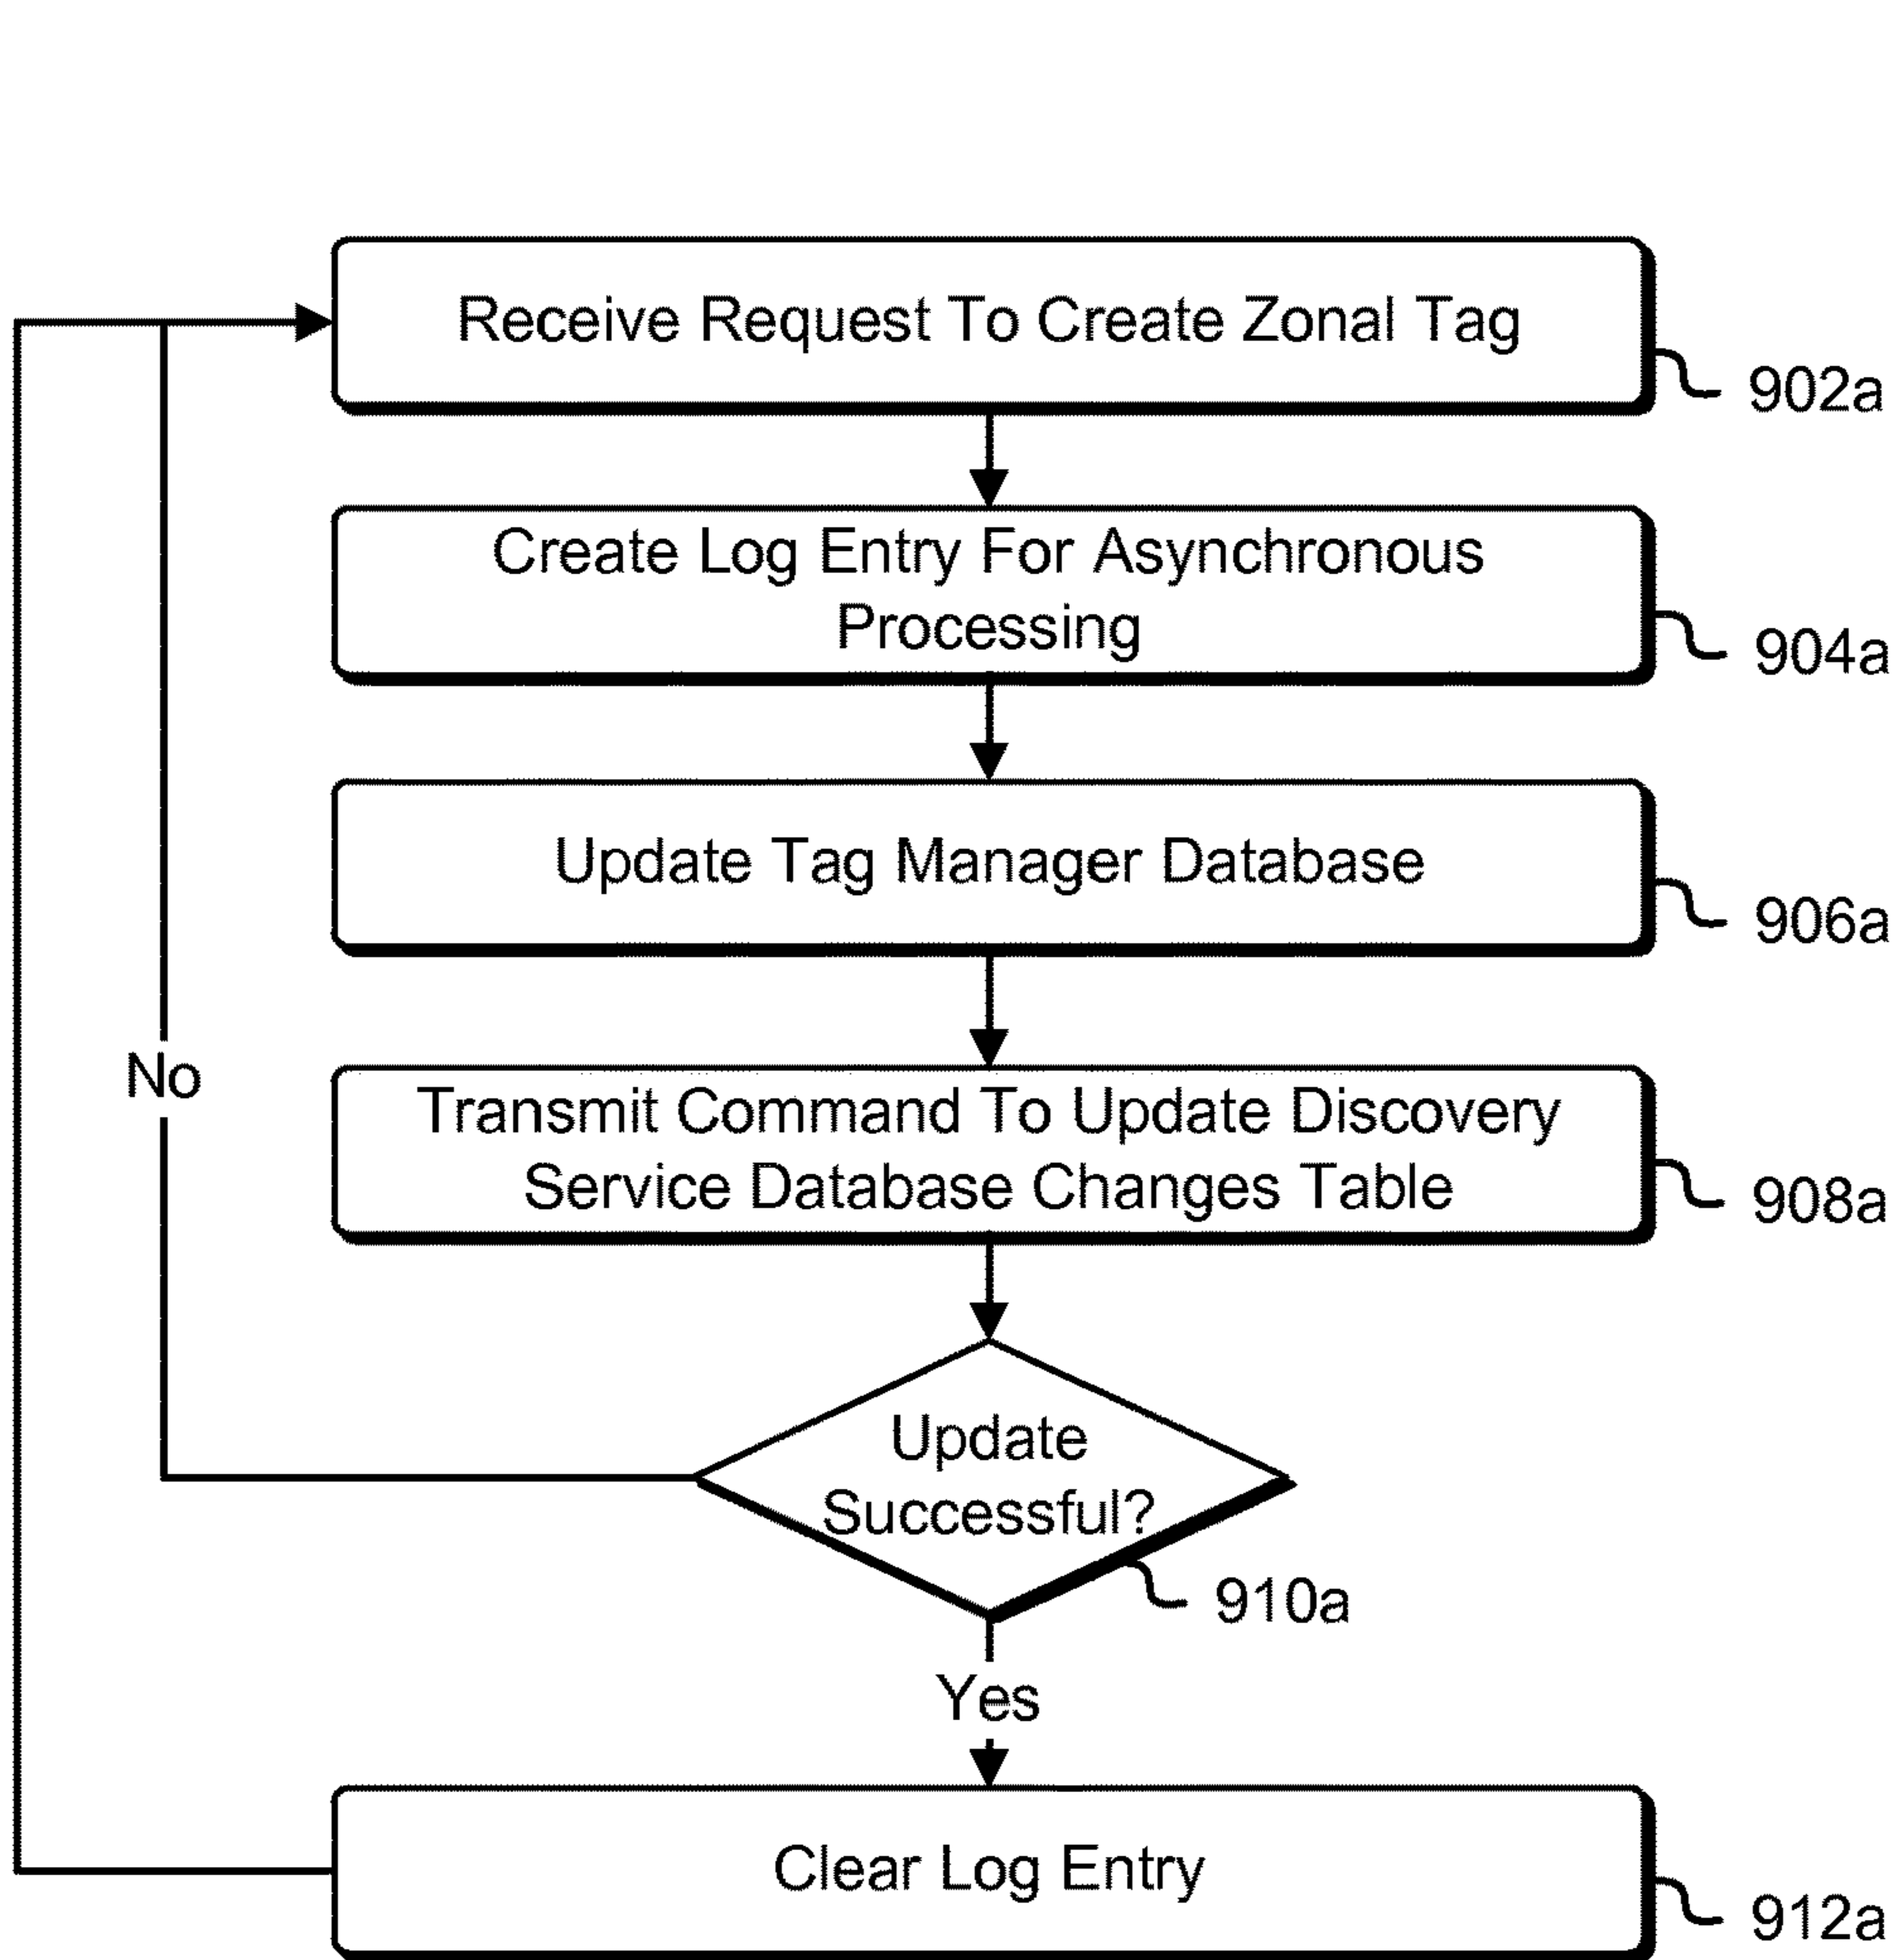 Receive Request To Create Zonal Tag
902a
Create Log Entry For Asynchronous
Processing
904a
Update Tag Manager Database
906a
No
Transmit Command To Update Discovery
Service Database Changes Table
908a
Update
Successful?
910a
Yes
Clear Log Entry
912a